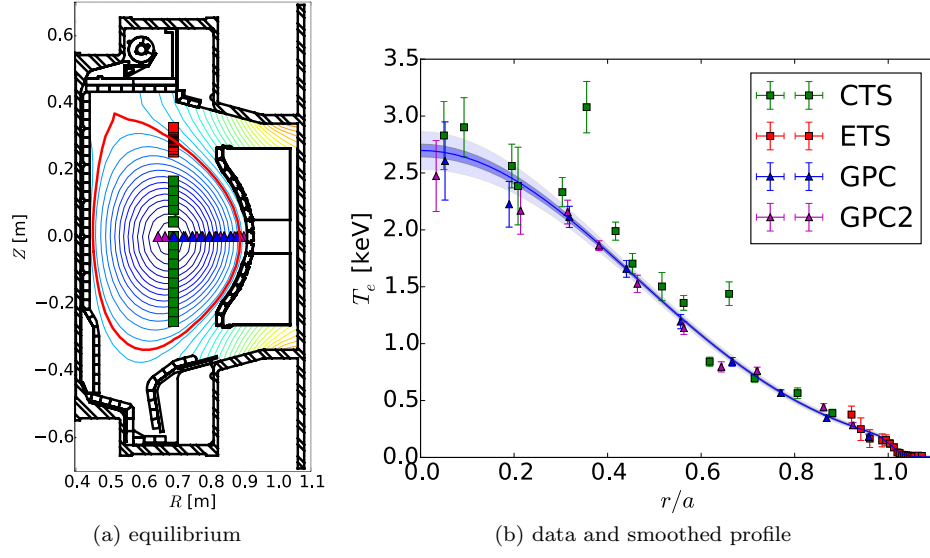 0.6
0.4
0.2
0.0
−0.2
−0.4
−0.6
Z [m]
0.4 0.5 0.6 0.7 0.8 0.9 1.0 1.1
R [m]
(a) equilibrium
3.5
3.0
2.5
2.0
1.5
1.0
0.5
0.0
T_e [keV]
CTS
ETS
GPC
GPC2
0.0 0.2 0.4 0.6 0.8 1.0
r/a
(b) data and smoothed profile